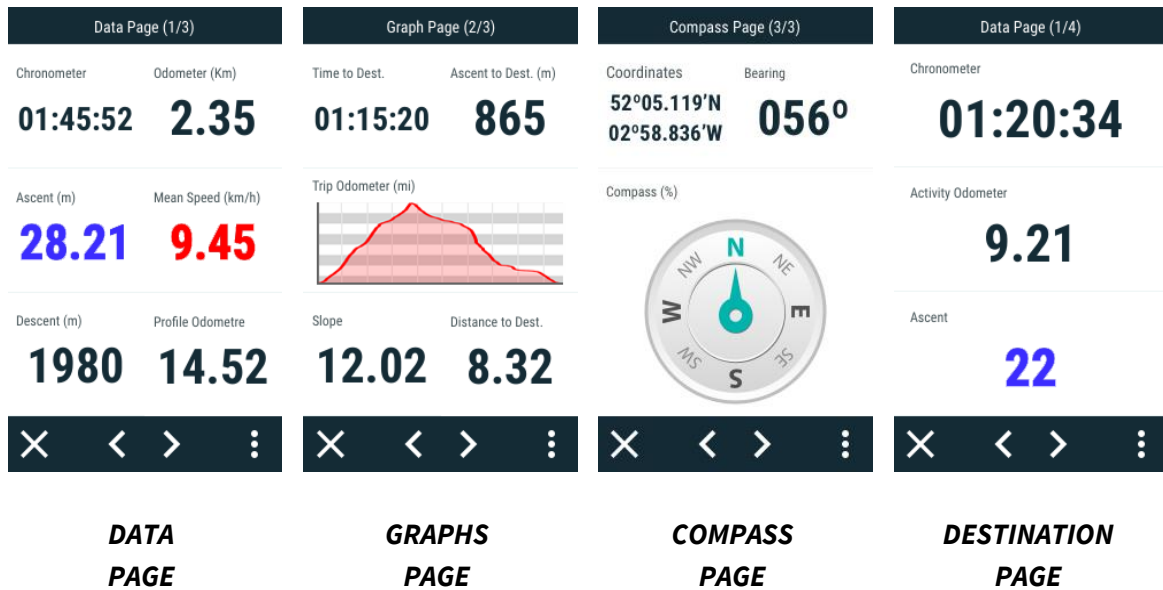 Data Page (1/3)
Chronometer
Odometer (Km)
01:45:52
2.35
Ascent (m)
Mean Speed (km/h)
28.21
9.45
Descent (m)
Profile Odometre
1980
14.52
DATA
PAGE
Graph Page (2/3)
Time to Dest.
Ascent to Dest. (m)
01:15:20
865
Trip Odometer (mi)
Slope
Distance to Dest.
12.02
8.32
GRAPHS
PAGE
Compass Page (3/3)
Coordinates
Bearing
52º05.119’N
02º58.836’W
056º
Compass (%)
N
NE
E
SE
S
SW
W
NW
COMPASS
PAGE
Data Page (1/4)
Chronometer
01:20:34
Activity Odometer
9.21
Ascent
22
DESTINATION
PAGE